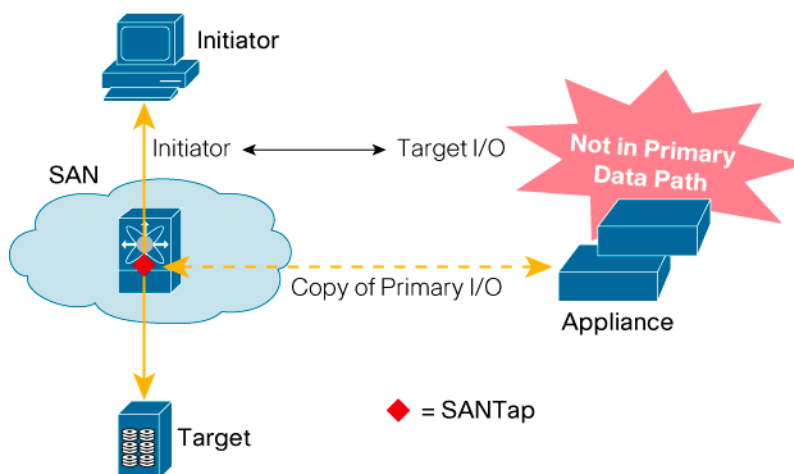 Initiator
Initiator
Target I/O
Not in Primary
Data Path
SAN
Copy of Primary I/O
Appliance
= SANTap
Target